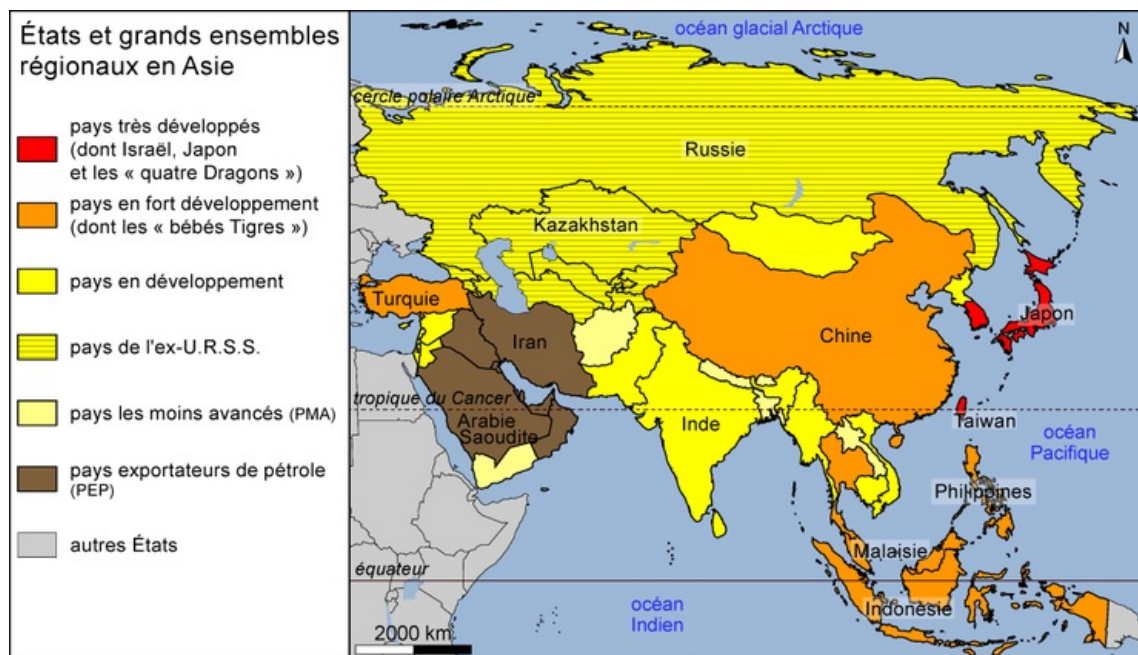 États et grands ensembles
régionaux en Asie
pays très développés
(dont Israël, Japon
et les « quatre Dragons »)
pays en fort développement
(dont les « bébés Tigres »)
pays en développement
pays de l'ex-U.R.S.S.
pays les moins avancés (PMA)
pays exportateurs de pétrole
(PEP)
autres États
océan glacial Arctique
N
cercle polaire Arctique
Russie
Kazakhstan
Turquie
Iran
Chine
Japon
tropique du Cancer
Arabie
Saoudite
Inde
Taiwan
océan
Pacifique
Philippines
Malaisie
équateur
Indonésie
océan
Indien
2000 km